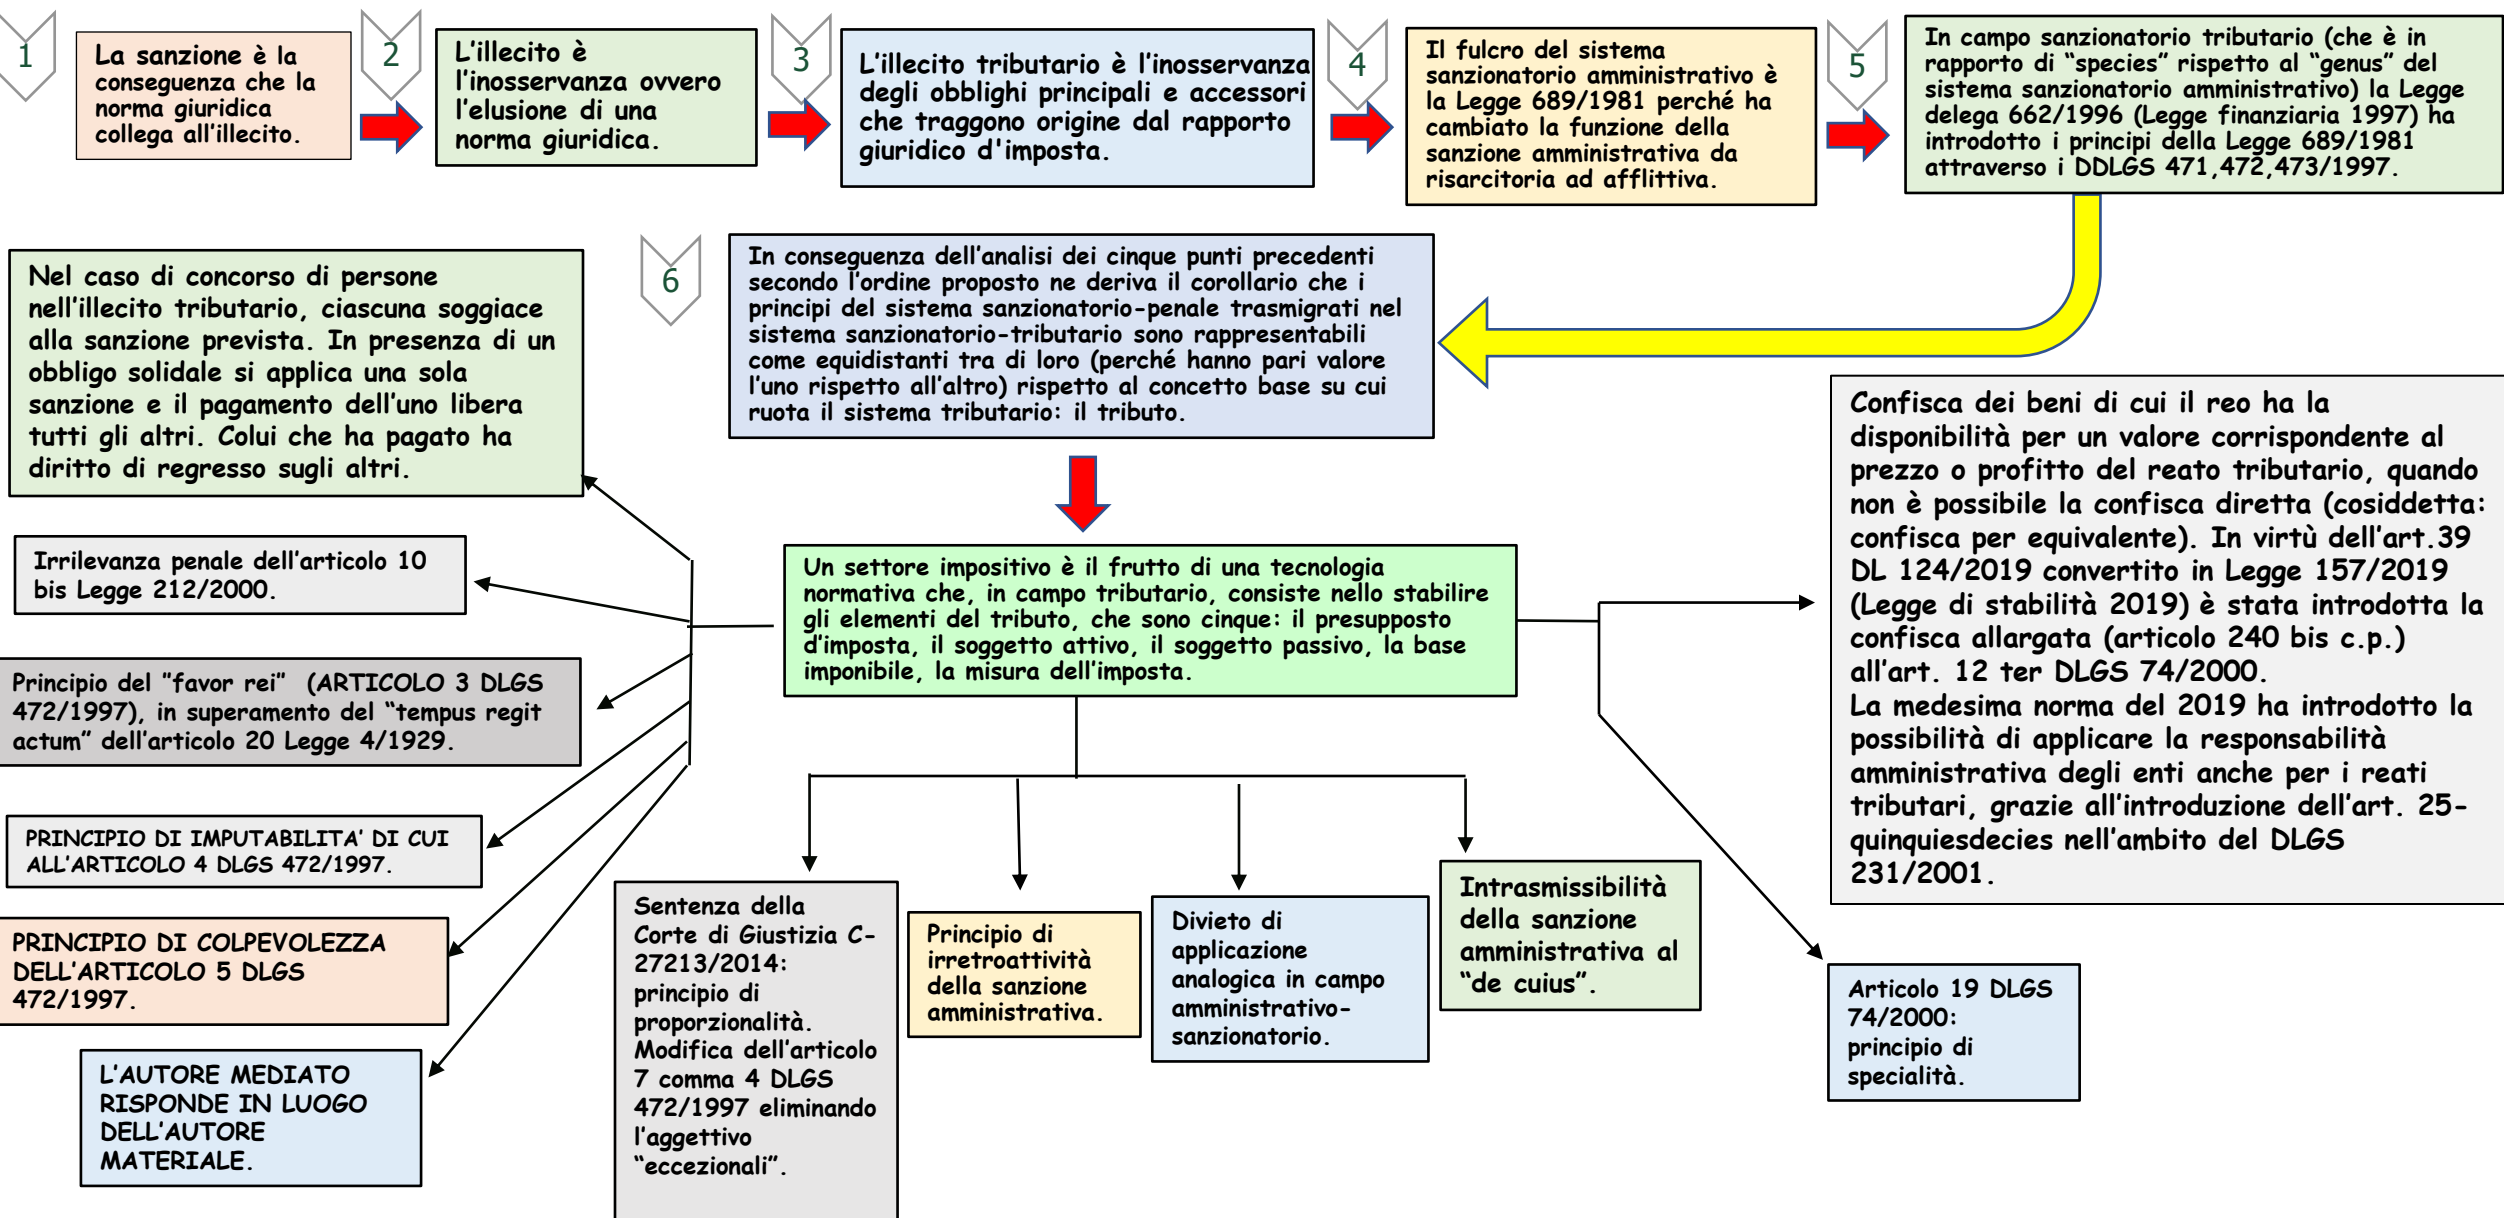 1
La sanzione è la
conseguenza che la
norma giuridica
collega all'illecito.
2
L'illecito è
l'inosservanza ovvero
l'elusione di una
norma giuridica.
3
L'illecito tributario è l'inosservanza
degli obblighi principali e accessori
che traggono origine dal rapporto
giuridico d'imposta.
4
Il fulcro del sistema
sanzionatorio amministrativo è
la Legge 689/1981 perché ha
cambiato la funzione della
sanzione amministrativa da
risarcitoria ad afflittiva.
5
In campo sanzionatorio tributario (che è in
rapporto di “species” rispetto al “genus” del
sistema sanzionatorio amministrativo) la Legge
delega 662/1996 (Legge finanziaria 1997) ha
introdotto i principi della Legge 689/1981
attraverso i DDLGS 471,472,473/1997.
6
In conseguenza dell'analisi dei cinque punti precedenti
secondo l'ordine proposto ne deriva il corollario che i
principi del sistema sanzionatorio-penale trasmigrati nel
sistema sanzionatorio-tributario sono rappresentabili
come equidistanti tra di loro (perché hanno pari valore
l'uno rispetto all'altro) rispetto al concetto base su cui
ruota il sistema tributario: il tributo.
Nel caso di concorso di persone
nell'illecito tributario, ciascuna soggiace
alla sanzione prevista. In presenza di un
obbligo solidale si applica una sola
sanzione e il pagamento dell'uno libera
tutti gli altri. Colui che ha pagato ha
diritto di regresso sugli altri.
Irrilevanza penale dell'articolo 10
bis Legge 212/2000.
Principio del ”favor rei” (ARTICOLO 3 DLGS
472/1997), in superamento del “tempus regit
actum” dell'articolo 20 Legge 4/1929.
PRINCIPIO DI IMPUTABILITA' DI CUI
ALL'ARTICOLO 4 DLGS 472/1997.
PRINCIPIO DI COLPEVOLEZZA
DELL'ARTICOLO 5 DLGS
472/1997.
L'AUTORE MEDIATO
RISPONDE IN LUOGO
DELL'AUTORE
MATERIALE.
Un settore impositivo è il frutto di una tecnologia
normativa che, in campo tributario, consiste nello stabilire
gli elementi del tributo, che sono cinque: il presupposto
d'imposta, il soggetto attivo, il soggetto passivo, la base
imponibile, la misura dell'imposta.
Sentenza della
Corte di Giustizia C-
27213/2014:
principio di
proporzionalità.
Modifica dell'articolo
7 comma 4 DLGS
472/1997 eliminando
l'aggettivo
“eccezionali”.
Principio di
irretroattività
della sanzione
amministrativa.
Divieto di
applicazione
analogica in campo
amministrativo-
sanzionatorio.
Intrasmissibilità
della sanzione
amministrativa al
“de cuius”.
Confisca dei beni di cui il reo ha la
disponibilità per un valore corrispondente al
prezzo o profitto del reato tributario, quando
non è possibile la confisca diretta (cosiddetta:
confisca per equivalente). In virtù dell'art.39
DL 124/2019 convertito in Legge 157/2019
(Legge di stabilità 2019) è stata introdotta la
confisca allargata (articolo 240 bis c.p.)
all'art. 12 ter DLGS 74/2000.
La medesima norma del 2019 ha introdotto la
possibilità di applicare la responsabilità
amministrativa degli enti anche per i reati
tributari, grazie all'introduzione dell'art. 25-
quinquiesdecies nell'ambito del DLGS
231/2001.
Articolo 19 DLGS
74/2000:
principio di
specialità.